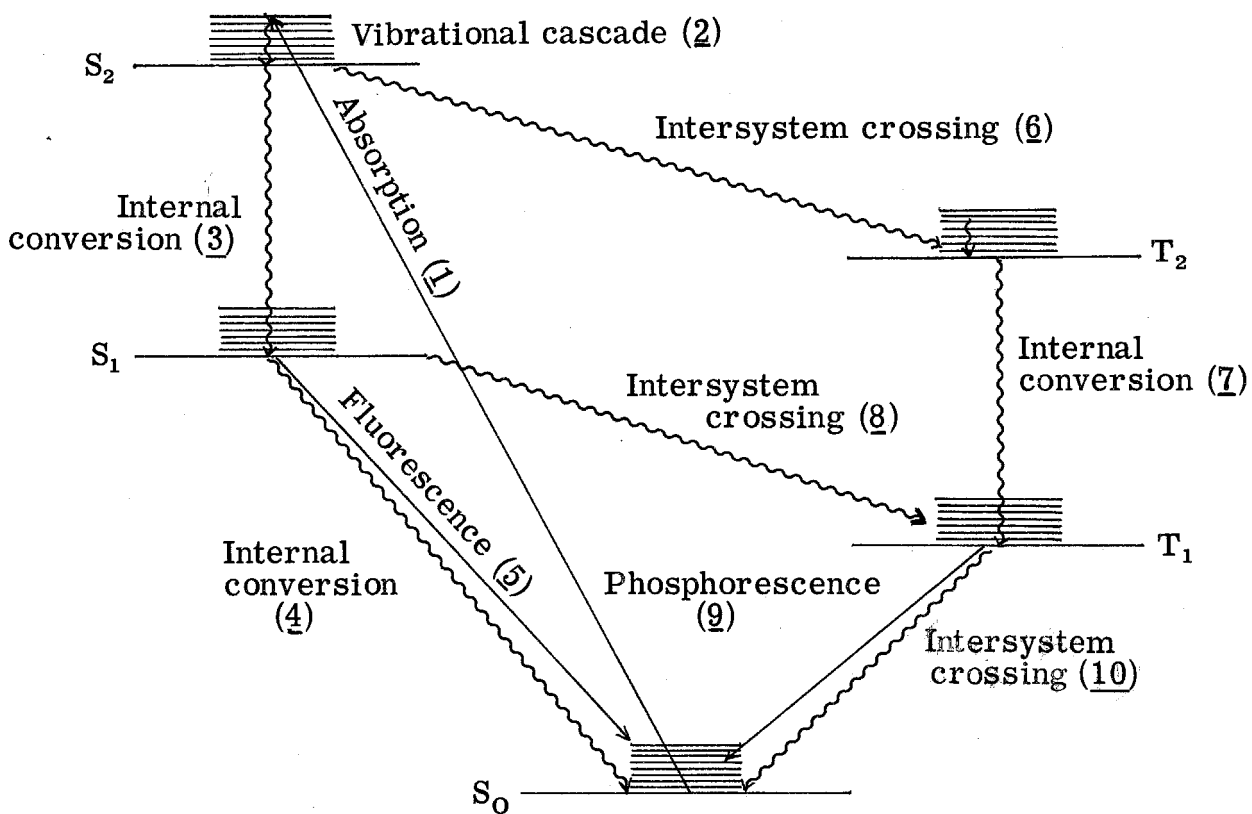 Vibrational cascade (2)
S2
Absorption (1)
Intersystem crossing (6)
Internal
conversion (3)
T2
S1
Internal
conversion (7)
Intersystem
crossing (8)
Fluorescence (5)
Internal
conversion
(4)
T1
Phosphorescence
(9)
Intersystem
crossing (10)
S0